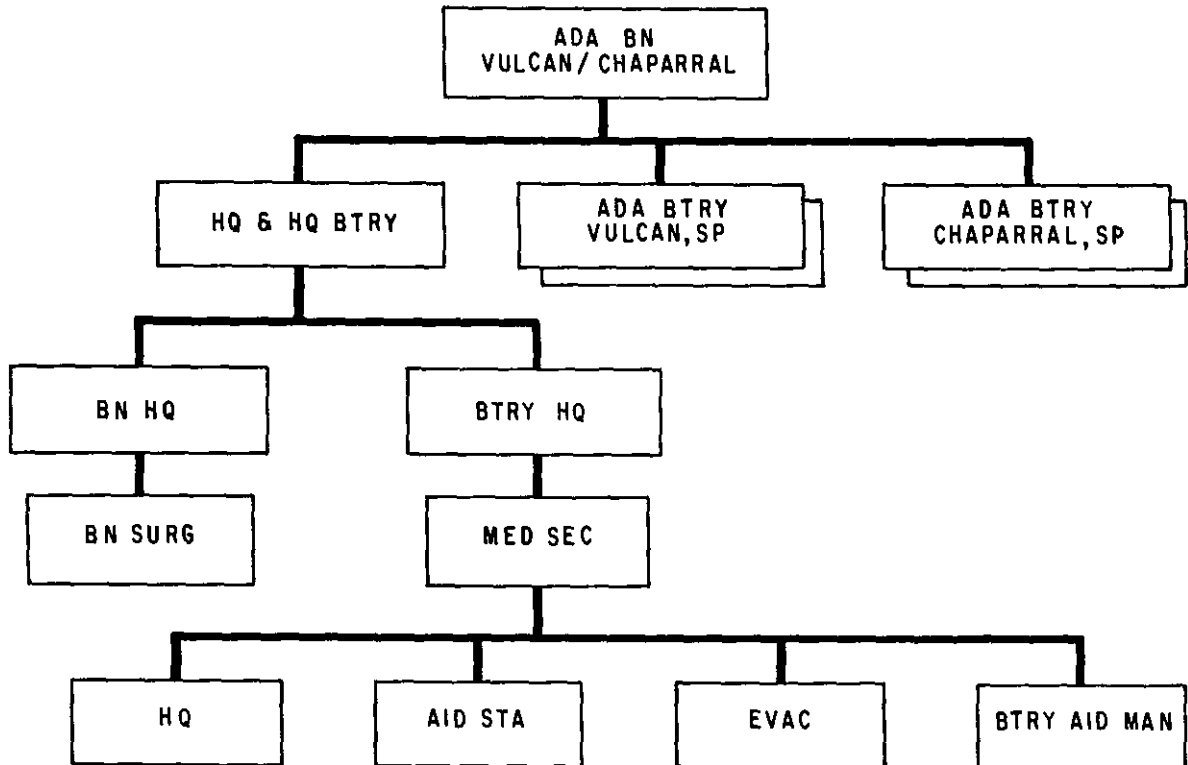 ADA BN
VULCAN/CHAPARRAL
HQ & HQ BTRY
ADA BTRY
VULCAN,SP
ADA BTRY
CHAPARRAL,SP
BN HQ
BTRY HQ
BN SURG
MED SEC
HQ
AID STA
EVAC
BTRY AID MAN